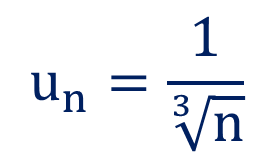 uₙ = 1/∛n